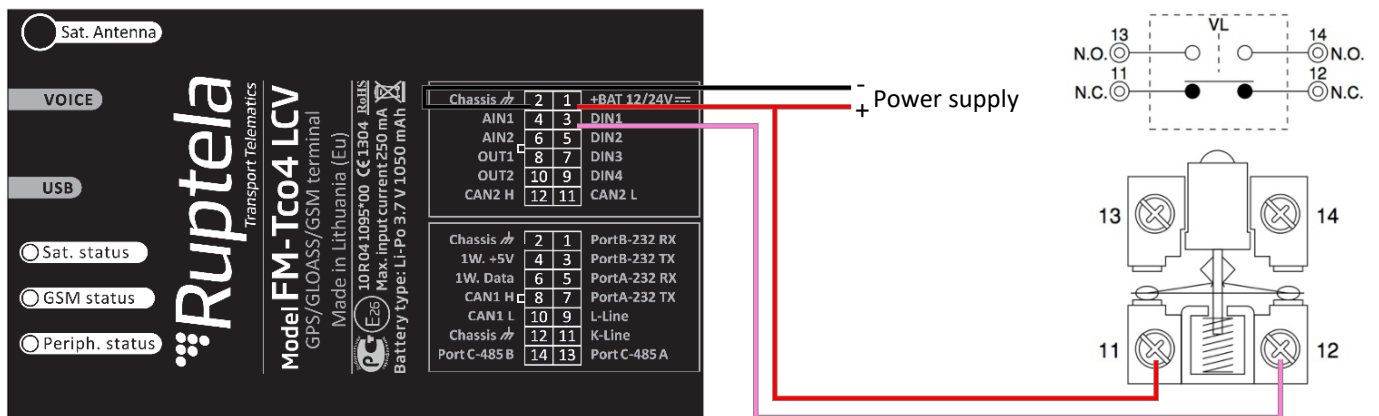 Sat. Antenna
VOICE
USB
Sat. status
GSM status
Periph. status
Ruptela
Transport Telematics
Model FM-Tco4 LCV
GPS/GLOASS/GSM terminal
Made in Lithuania (Eu)
PG E26 10 R 04 1095*00 CE 1304 RoHS
Max. input current 250 mA
Battery type: Li-Po 3.7 V 1050 mAh
Chassis 2 1 +BAT 12/24V
AIN1 4 3 DIN1
AIN2 6 5 DIN2
OUT1 8 7 DIN3
OUT2 10 9 DIN4
CAN2 H 12 11 CAN2 L
Chassis 2 1 PortB-232 RX
1W. +5V 4 3 PortB-232 TX
1W. Data 6 5 PortA-232 RX
CAN1 H 8 7 PortA-232 TX
CAN1 L 10 9 L-Line
Chassis 12 11 K-Line
Port C-485 B 14 13 Port C-485 A
-
+ Power supply
VL
13 14
N.O. N.O.
11 12
N.C. N.C.
13 14
11 12